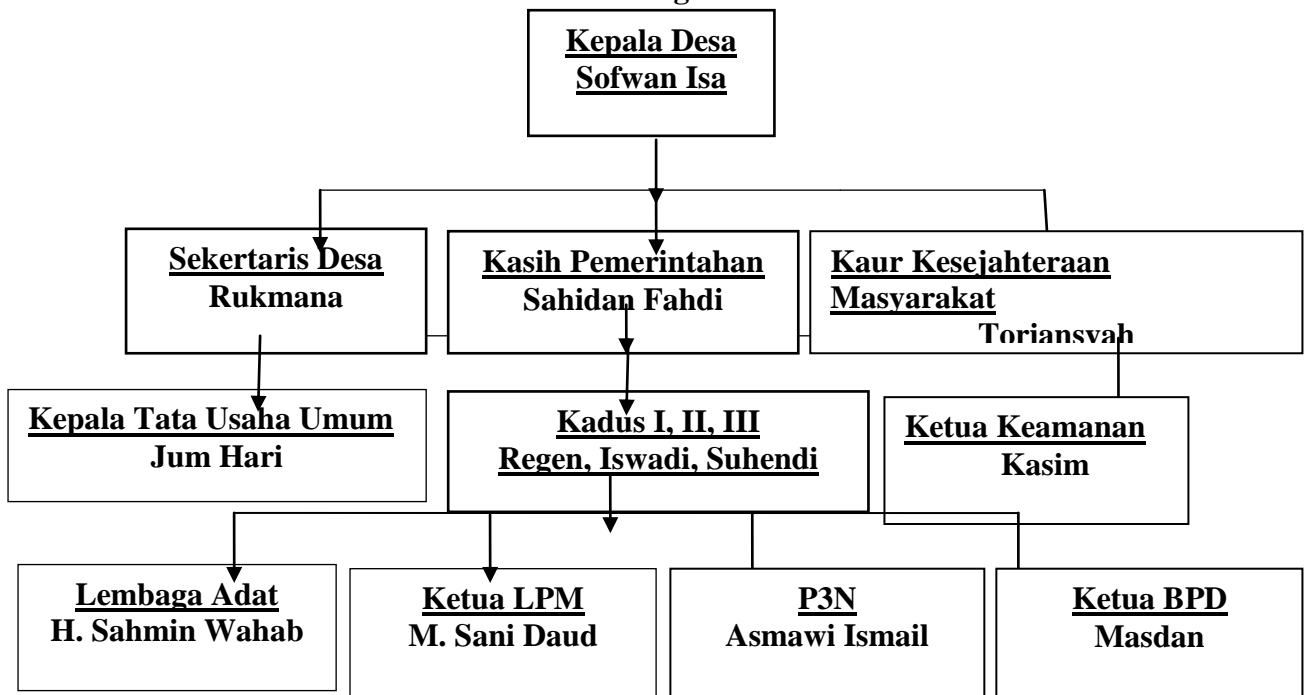 Kepala Desa
Sofwan Isa
Sekertaris Desa
Rukmana
Kasih Pemerintahan
Sahidan Fahdi
Kaur Kesejahteraan
Masyarakat
Toriansyah
Kepala Tata Usaha Umum
Jum Hari
Kadus I, II, III
Regen, Iswadi, Suhendi
Ketua Keamanan
Kasim
Lembaga Adat
H. Sahmin Wahab
Ketua LPM
M. Sani Daud
P3N
Asmawi Ismail
Ketua BPD
Masdan